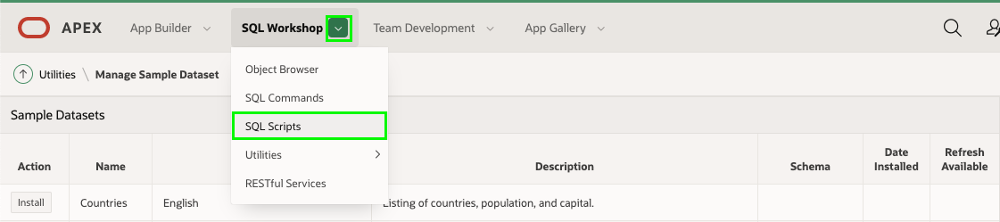 APEX App Builder SQL Workshop Team Development App Gallery
Utilities \ Manage Sample Dataset
Object Browser
SQL Commands
SQL Scripts
Utilities
RESTful Services
Sample Datasets
Action Name Description Schema Date Installed Refresh Available
Install Countries English Listing of countries, population, and capital.